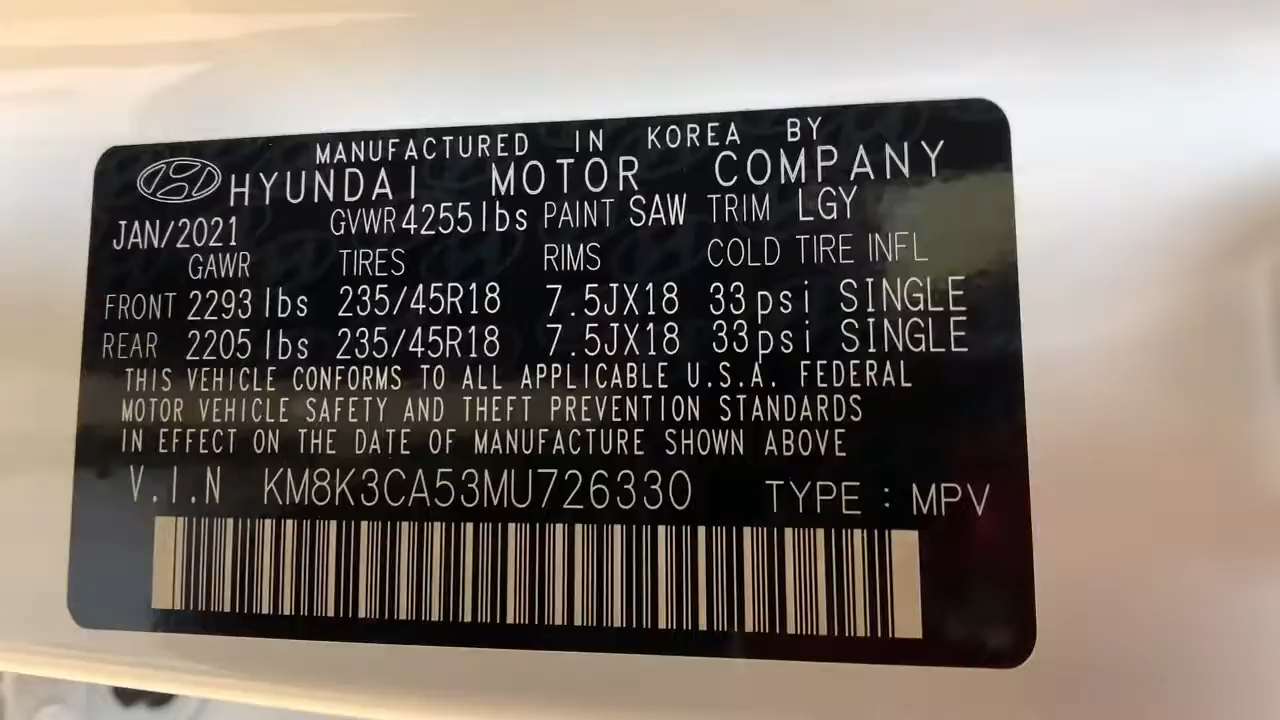 MANUFACTURED IN KOREA BY
HYUNDAI MOTOR COMPANY
JAN/2021 GVWR 4255lbs PAINT SAW TRIM LGY
GAWR TIRES RIMS COLD TIRE INFL
FRONT 2293 lbs 235/45R18 7.5JX18 33psi SINGLE
REAR 2205 lbs 235/45R18 7.5JX18 33psi SINGLE
THIS VEHICLE CONFORMS TO ALL APPLICABLE U.S.A. FEDERAL
MOTOR VEHICLE SAFETY AND THEFT PREVENTION STANDARDS
IN EFFECT ON THE DATE OF MANUFACTURE SHOWN ABOVE
V.I.N KM8K3CA53MU726330 TYPE : MPV